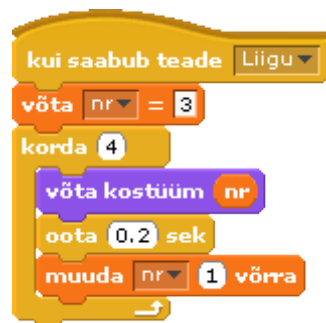 kui saabub teade Liigu
võta nr = 3
korda 4
võta kostüüm nr
oota 0.2 sek
muuda nr 1 võrra